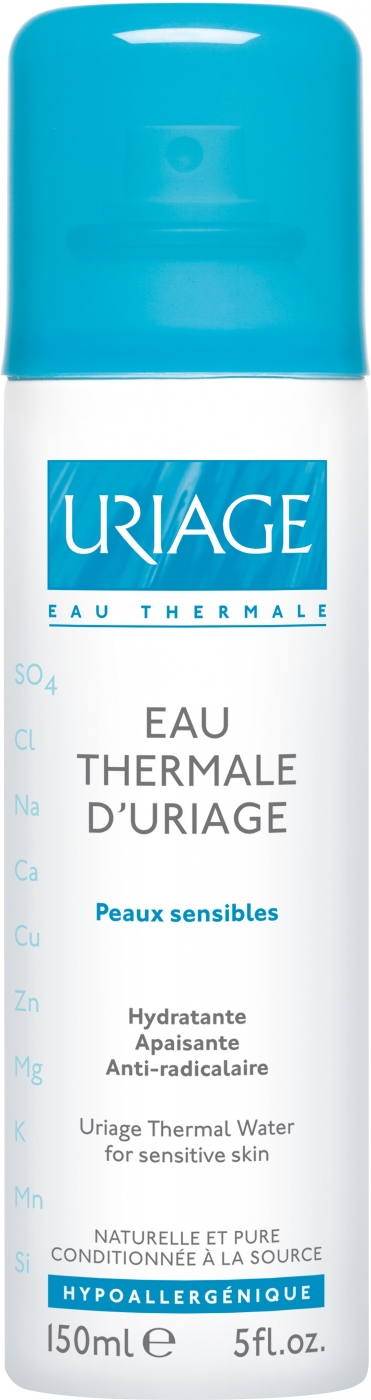 URIAGE
EAU THERMALE
SO4
Cl
Na
Ca
Cu
Zn
Mg
K
Mn
Si
EAU
THERMALE
D'URIAGE
Peaux sensibles
Hydratante
Apaisante
Anti-radicalaire
Uriage Thermal Water
for sensitive skin
NATURELLE ET PURE
CONDITIONNÉE À LA SOURCE
HYPOALLERGÉNIQUE
150ml ℮ 5fl.oz.